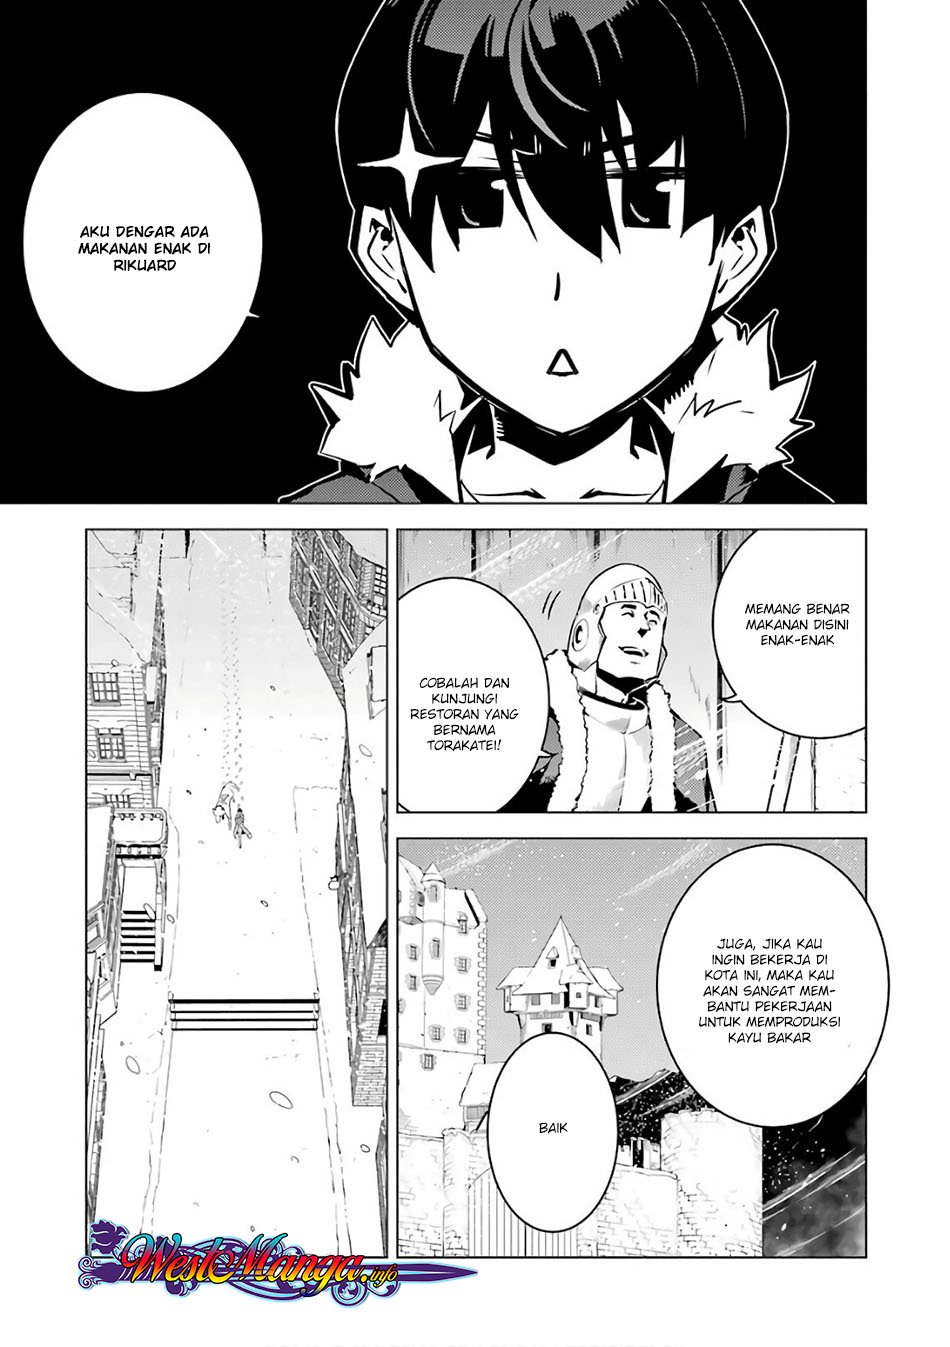 AKU DENGAR ADA
MAKANAN ENAK DI
RIKUARD
MEMANG BENAR
MAKANAN DISINI
ENAK-ENAK
COBALAH DAN
KUNJUNGI
RESTORAN YANG
BERNAMA
TORAKATEI!
JUGA, JIKA KAU
INGIN BEKERJA DI
KOTA INI, MAKA KAU
AKAN SANGAT MEM-
BANTU PEKERJAAN
UNTUK MEMPRODUKSI
KAYU BAKAR
BAIK
WestManga.info